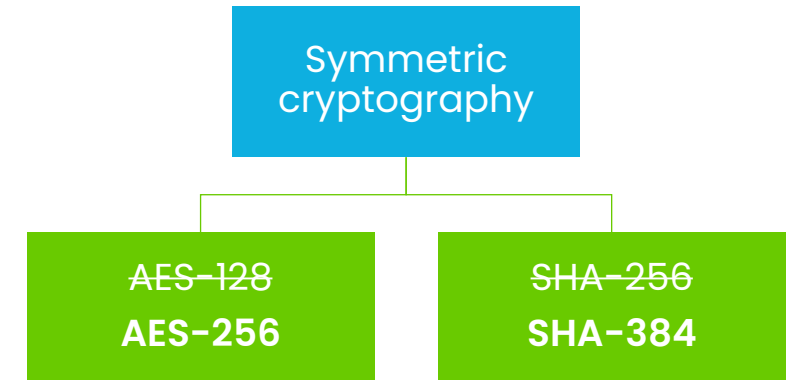 Symmetric
cryptography
AES-128
SHA-256
AES-256
SHA-384